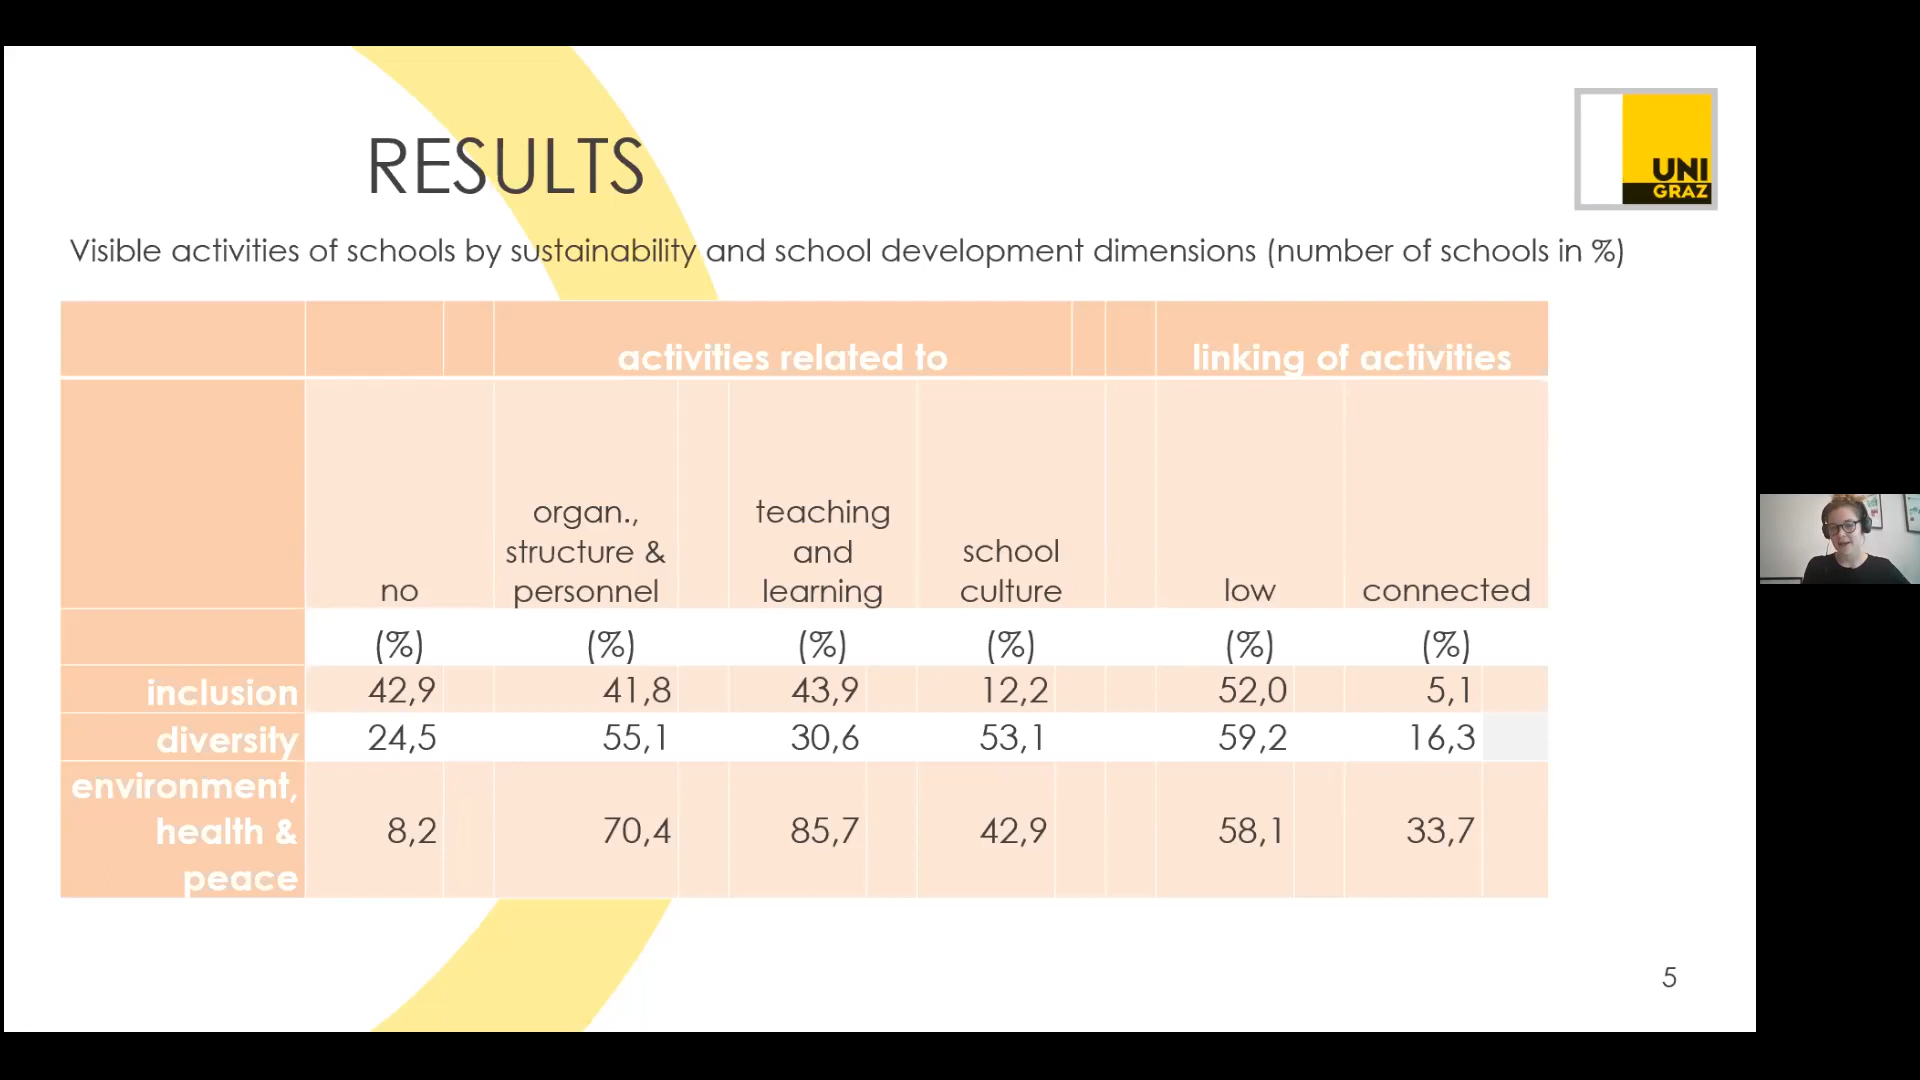 RESULTS
UNI
GRAZ
Visible activities of schools by sustainability and school development dimensions (number of schools in %)
activities related to linking of activities
no organ., structure & personnel teaching and learning school culture low connected
(%) (%) (%) (%) (%) (%)
inclusion 42,9 41,8 43,9 12,2 52,0 5,1
diversity 24,5 55,1 30,6 53,1 59,2 16,3
environment, health & peace 8,2 70,4 85,7 42,9 58,1 33,7
5